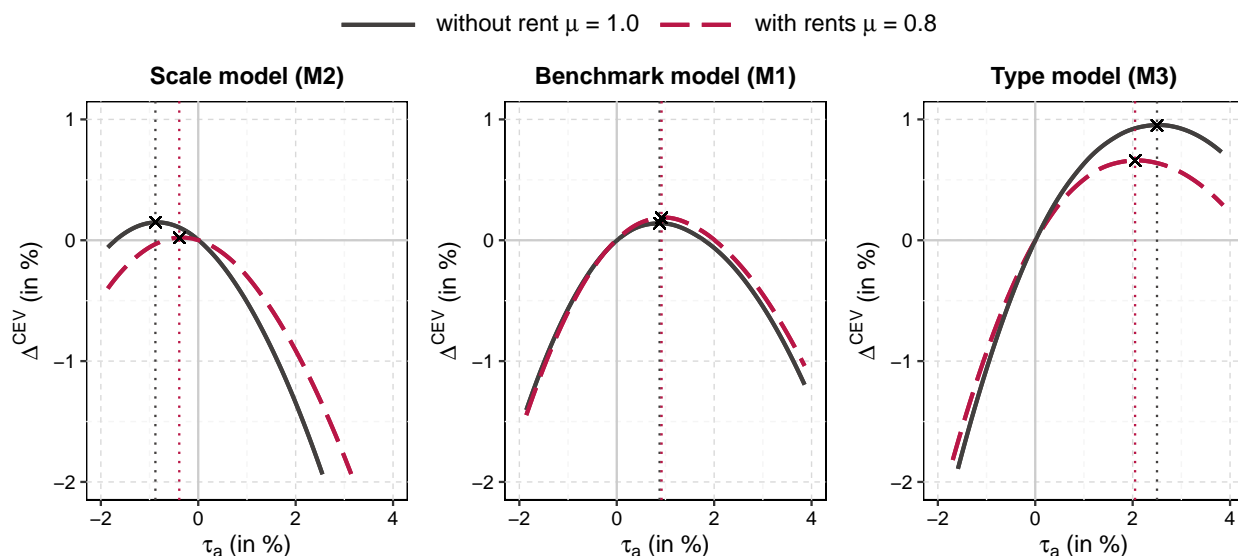 without rent μ = 1.0 with rents μ = 0.8
Scale model (M2) Benchmark model (M1) Type model (M3)
Δ^CEV (in %) Δ^CEV (in %) Δ^CEV (in %)
1 1 1
0 0 0
−1 −1 −1
−2 −2 −2
−2 0 2 4 −2 0 2 4 −2 0 2 4
τ_a (in %) τ_a (in %) τ_a (in %)